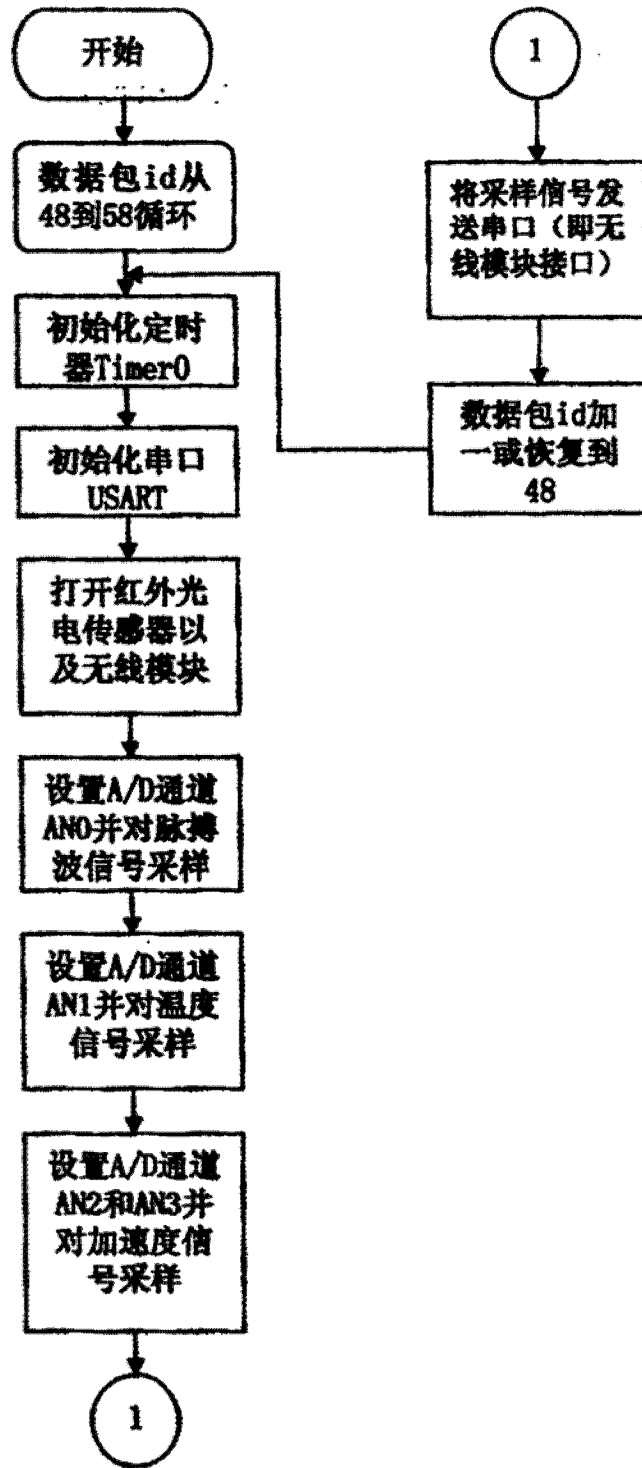 开始
数据包id从
48到58循环
初始化定时
器Timer0
初始化串口
USART
打开红外光
电传感器以
及无线模块
设置A/D通道
AN0并对脉搏
波信号采样
设置A/D通道
AN1并对温度
信号采样
设置A/D通道
AN2和AN3并
对加速度信
号采样
1
1
将采样信号发
送串口（即无
线模块接口）
数据包id加
一或恢复到
48